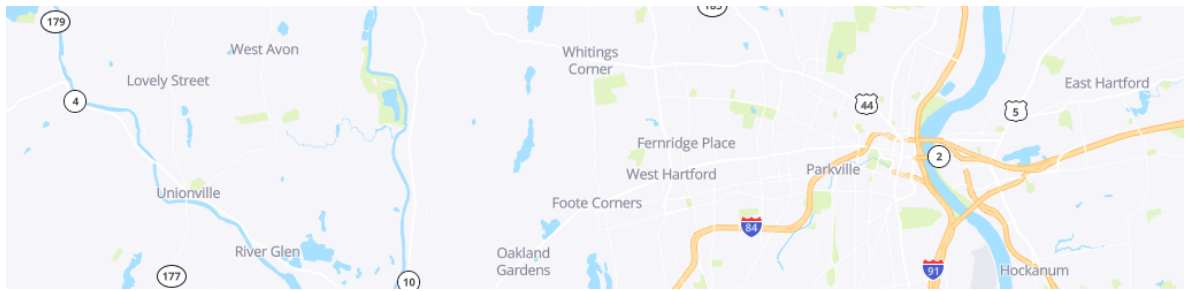 179
185
West Avon
Whitings
Corner
Lovely Street
East Hartford
4
44
5
Fernridge Place
2
West Hartford
Parkville
Unionville
Foote Corners
84
River Glen
Oakland
Gardens
177
10
91
Hockanum